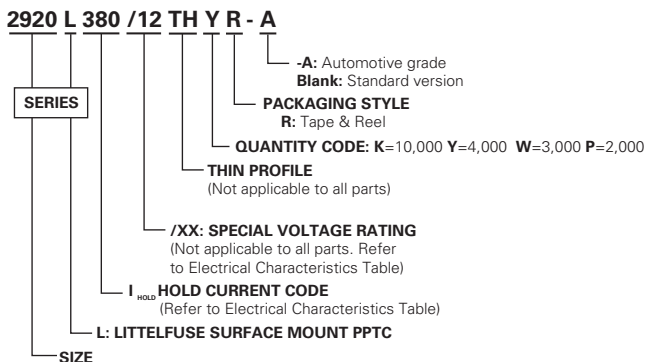 2920 L 380 /12 TH Y R - A
-A: Automotive grade
Blank: Standard version
SERIES
PACKAGING STYLE
R: Tape & Reel
QUANTITY CODE: K=10,000 Y=4,000 W=3,000 P=2,000
THIN PROFILE
(Not applicable to all parts)
/XX: SPECIAL VOLTAGE RATING
(Not applicable to all parts. Refer
to Electrical Characteristics Table)
I HOLD HOLD CURRENT CODE
(Refer to Electrical Characteristics Table)
L: LITTELFUSE SURFACE MOUNT PPTC
SIZE